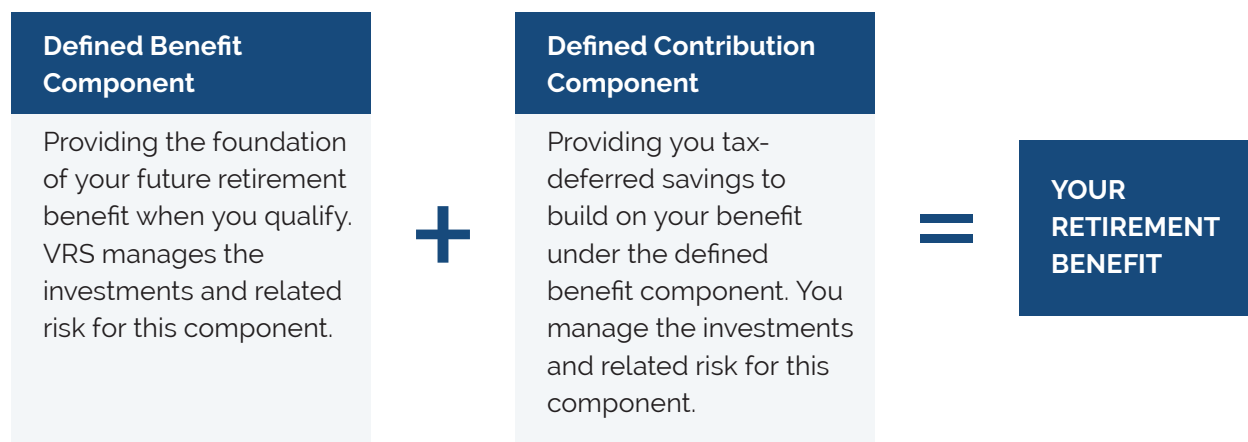 Defined Benefit
Component
Providing the foundation
of your future retirement
benefit when you qualify.
VRS manages the
investments and related
risk for this component.
+
Defined Contribution
Component
Providing you tax-
deferred savings to
build on your benefit
under the defined
benefit component. You
manage the investments
and related risk for this
component.
=
YOUR
RETIREMENT
BENEFIT